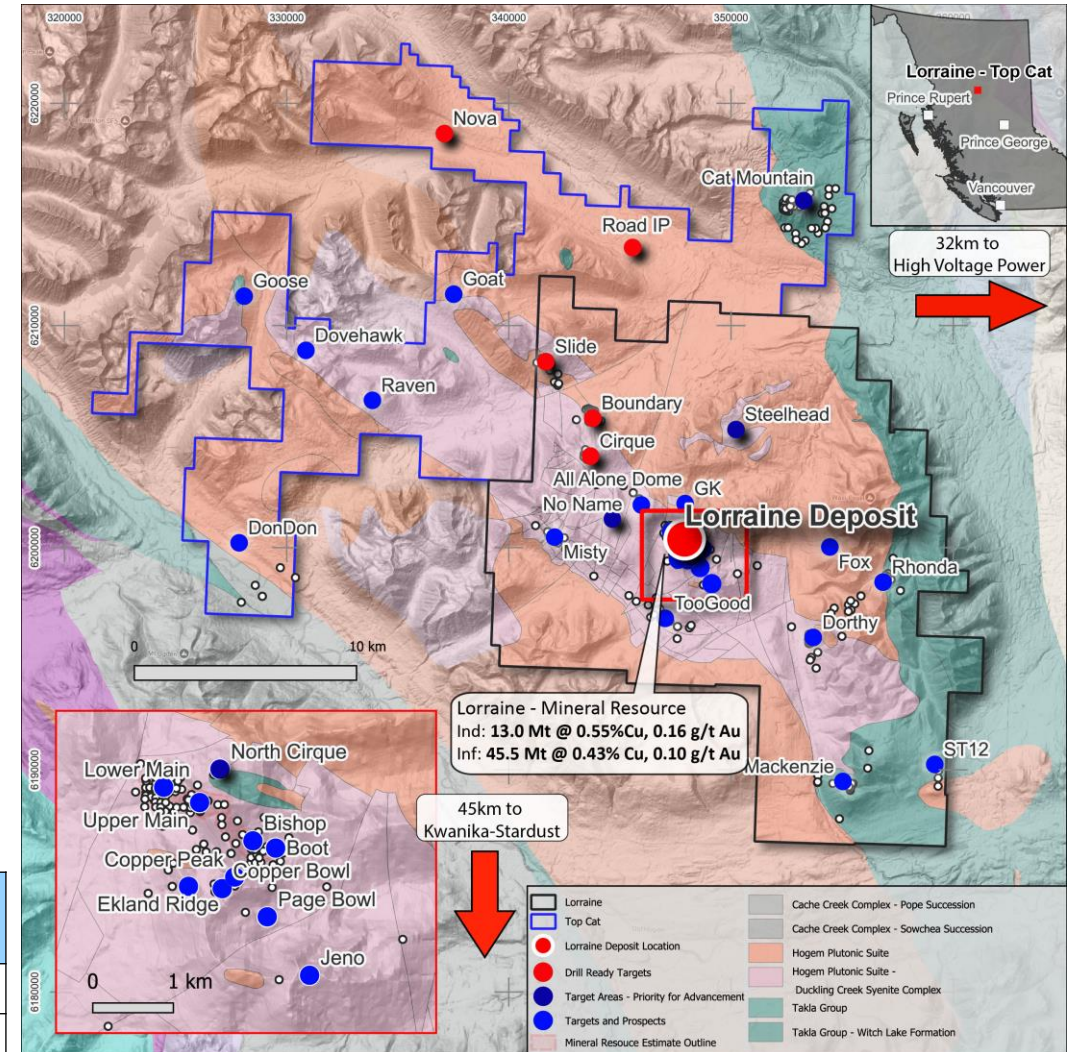 320000
330000
340000
350000
6220000
6210000
6200000
6190000
6180000
Lorraine - Top Cat
Prince Rupert
Prince George
Vancouver
Nova
Cat Mountain
Road IP
32km to
High Voltage Power
Goose
Goat
Dovehawk
Slide
Raven
Boundary
Steelhead
Cirque
All Alone Dome
GK
No Name
Lorraine Deposit
DonDon
Misty
Fox
Rhonda
TooGood
Dorthy
0
10 km
Lorraine - Mineral Resource
Ind: 13.0 Mt @ 0.55%Cu, 0.16 g/t Au
Inf: 45.5 Mt @ 0.43% Cu, 0.10 g/t Au
ST12
Mackenzie
North Cirque
Lower Main
Upper Main
Bishop
Boot
Copper Peak
Copper Bowl
Ekland Ridge
Page Bowl
Jeno
0
1 km
45km to
Kwanika-Stardust
Lorraine
Top Cat
Lorraine Deposit Location
Drill Ready Targets
Target Areas - Priority for Advancement
Targets and Prospects
Mineral Resouce Estimate Outline
Cache Creek Complex - Pope Succession
Cache Creek Complex - Sowchea Succession
Hogem Plutonic Suite
Hogem Plutonic Suite -
Duckling Creek Syenite Complex
Takla Group
Takla Group - Witch Lake Formation